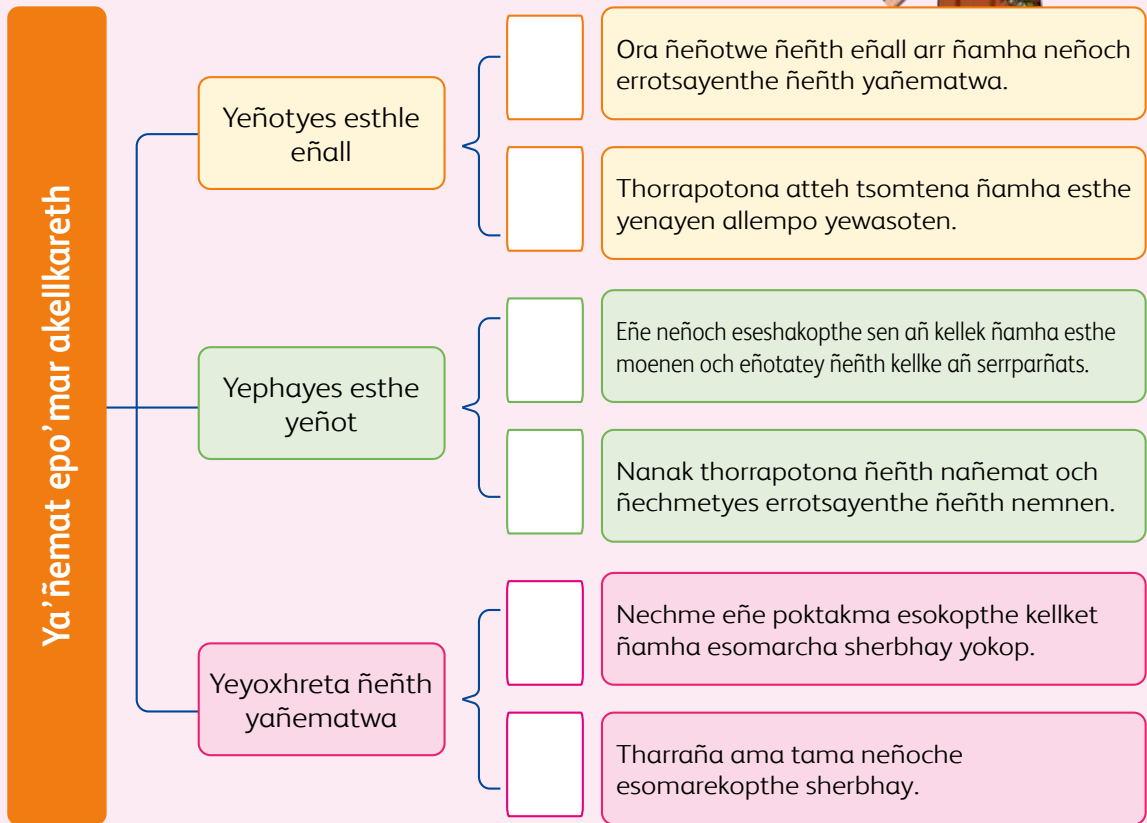 Ya'ñemat epo'mar akellkareth
Yeñotyes esthle
eñall
Ora ñeñotwe ñeñth eñall arr ñamha neñoch
errotsayenthe ñeñth yañematwa.
Thorrapotona atteh tsomtena ñamha esthe
yenayen allempo yewasoten.
Yephayes esthe
yeñot
Eñe neñoch eseshakopthe sen añ kellek ñamha esthe
moenen och eñotatey ñeñth kellke añ serrparñats.
Nanak thorrapotona ñeñth nañemat och
ñechmetyes errotsayenthe ñeñth nemnen.
Yeyoxhreta ñeñth
yañematwa
Nechme eñe poktakma esokopthe kellket
ñamha esomarcha sherbhay yokop.
Tharraña ama tama neñoche
esomarekopthe sherbhay.